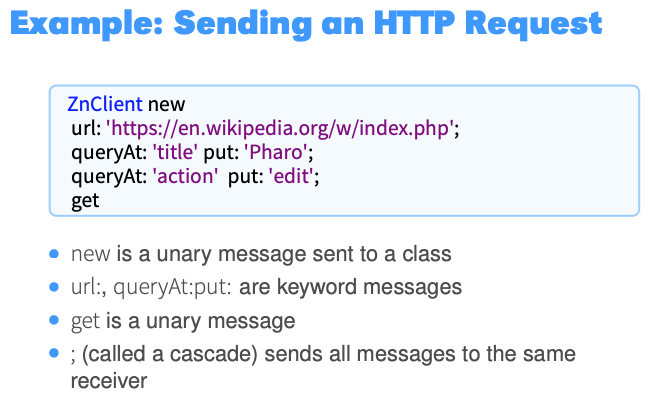 Example: Sending an HTTP Request
ZnClient new
url: 'https://en.wikipedia.org/w/index.php';
queryAt: 'title' put: 'Pharo';
queryAt: 'action'  put: 'edit';
get
new is a unary message sent to a class
url:, queryAt:put: are keyword messages
get is a unary message
; (called a cascade) sends all messages to the same
receiver